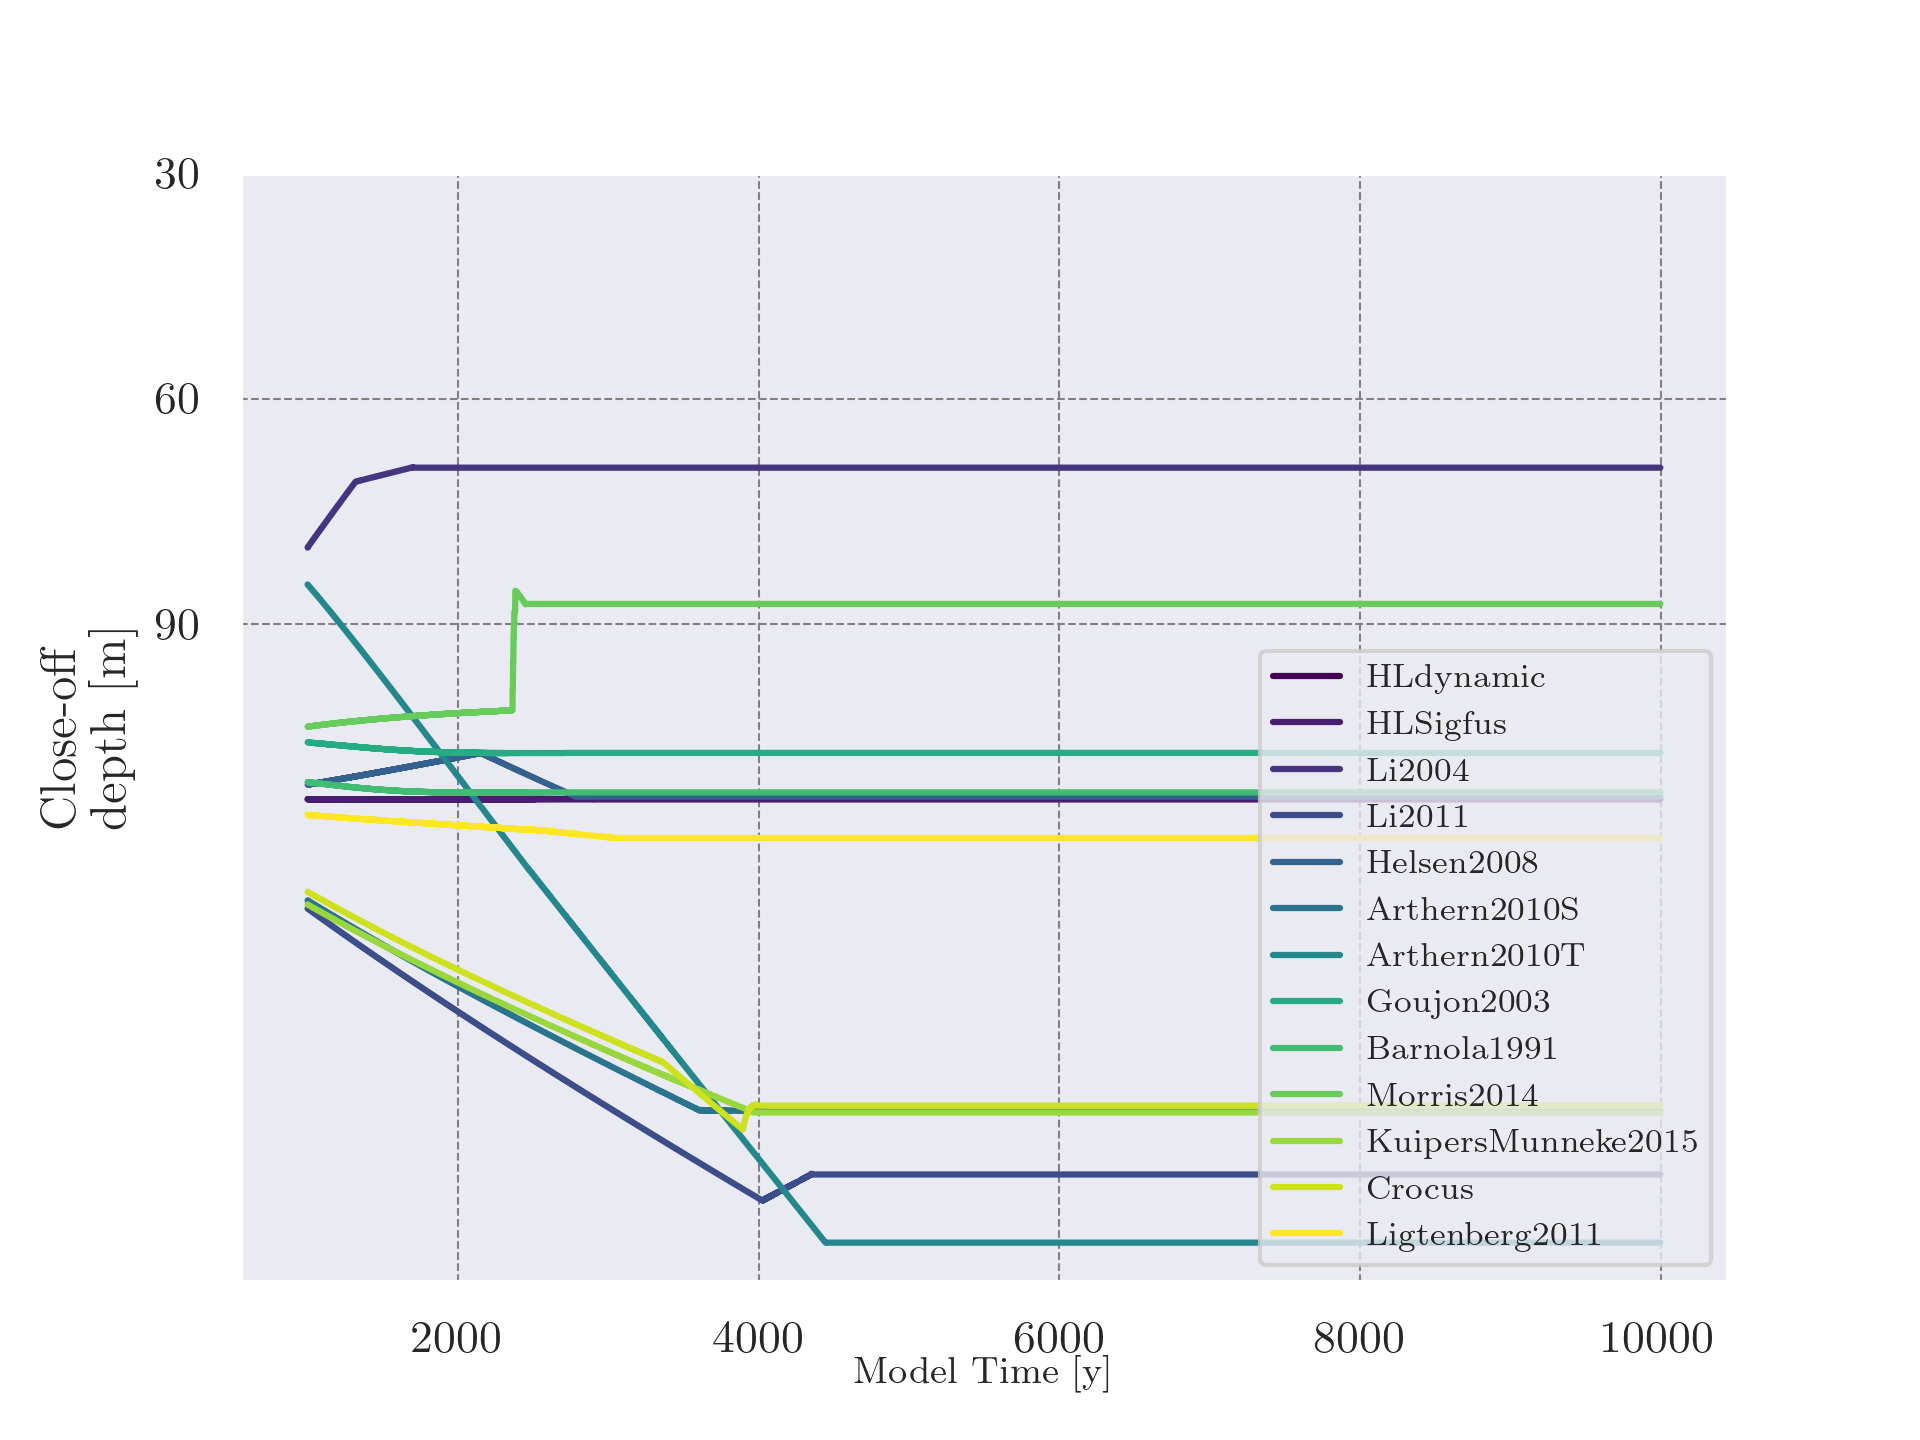 30
60
90
Close-off
depth [m]
HLdynamic
HLSigfus
Li2004
Li2011
Helsen2008
Arthern2010S
Arthern2010T
Goujon2003
Barnola1991
Morris2014
KuipersMunneke2015
Crocus
Ligtenberg2011
2000 4000 6000 8000 10000
Model Time [y]